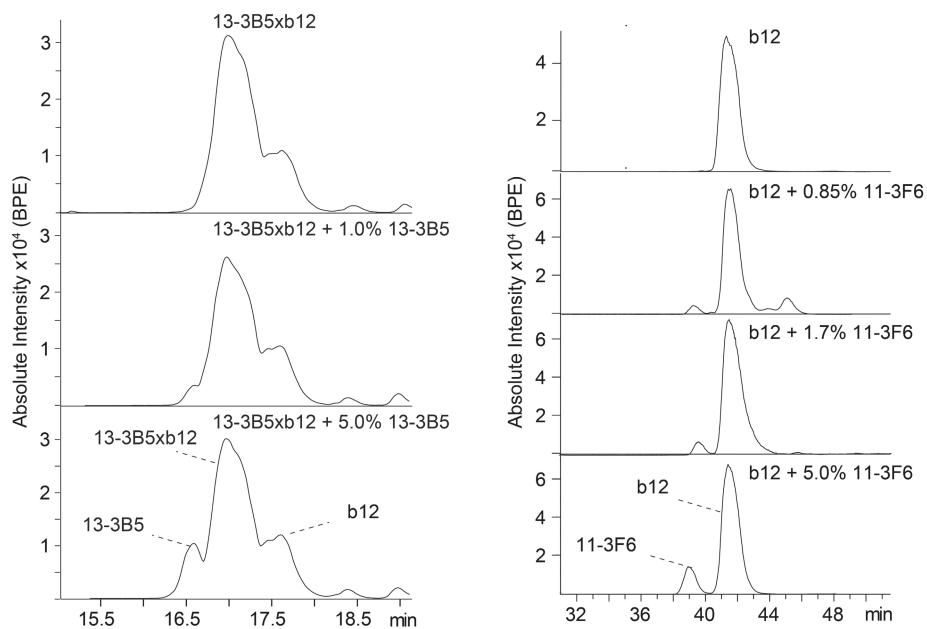 13-3B5xb12
3
2
1
13-3B5xb12 + 1.0% 13-3B5
3
2
1
13-3B5xb12 + 5.0% 13-3B5
13-3B5xb12
3
2
1
13-3B5
b12
15.5 16.5 17.5 18.5 min
Absolute Intensity x10⁴ (BPE)
b12
4
2
b12 + 0.85% 11-3F6
6
4
2
b12 + 1.7% 11-3F6
6
4
2
b12 + 5.0% 11-3F6
6
4
2
b12
11-3F6
32 36 40 44 48 min
Absolute Intensity x10⁴ (BPE)